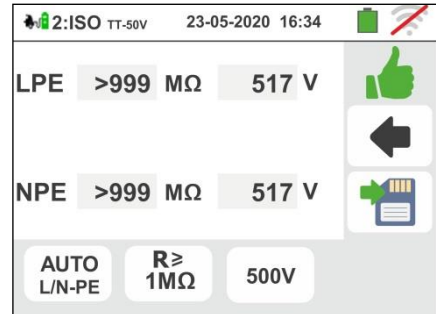 2:ISO TT-50V 23-05-2020 16:34
LPE >999 MΩ 517 V
NPE >999 MΩ 517 V
AUTO L/N-PE
R≥ 1MΩ
500V